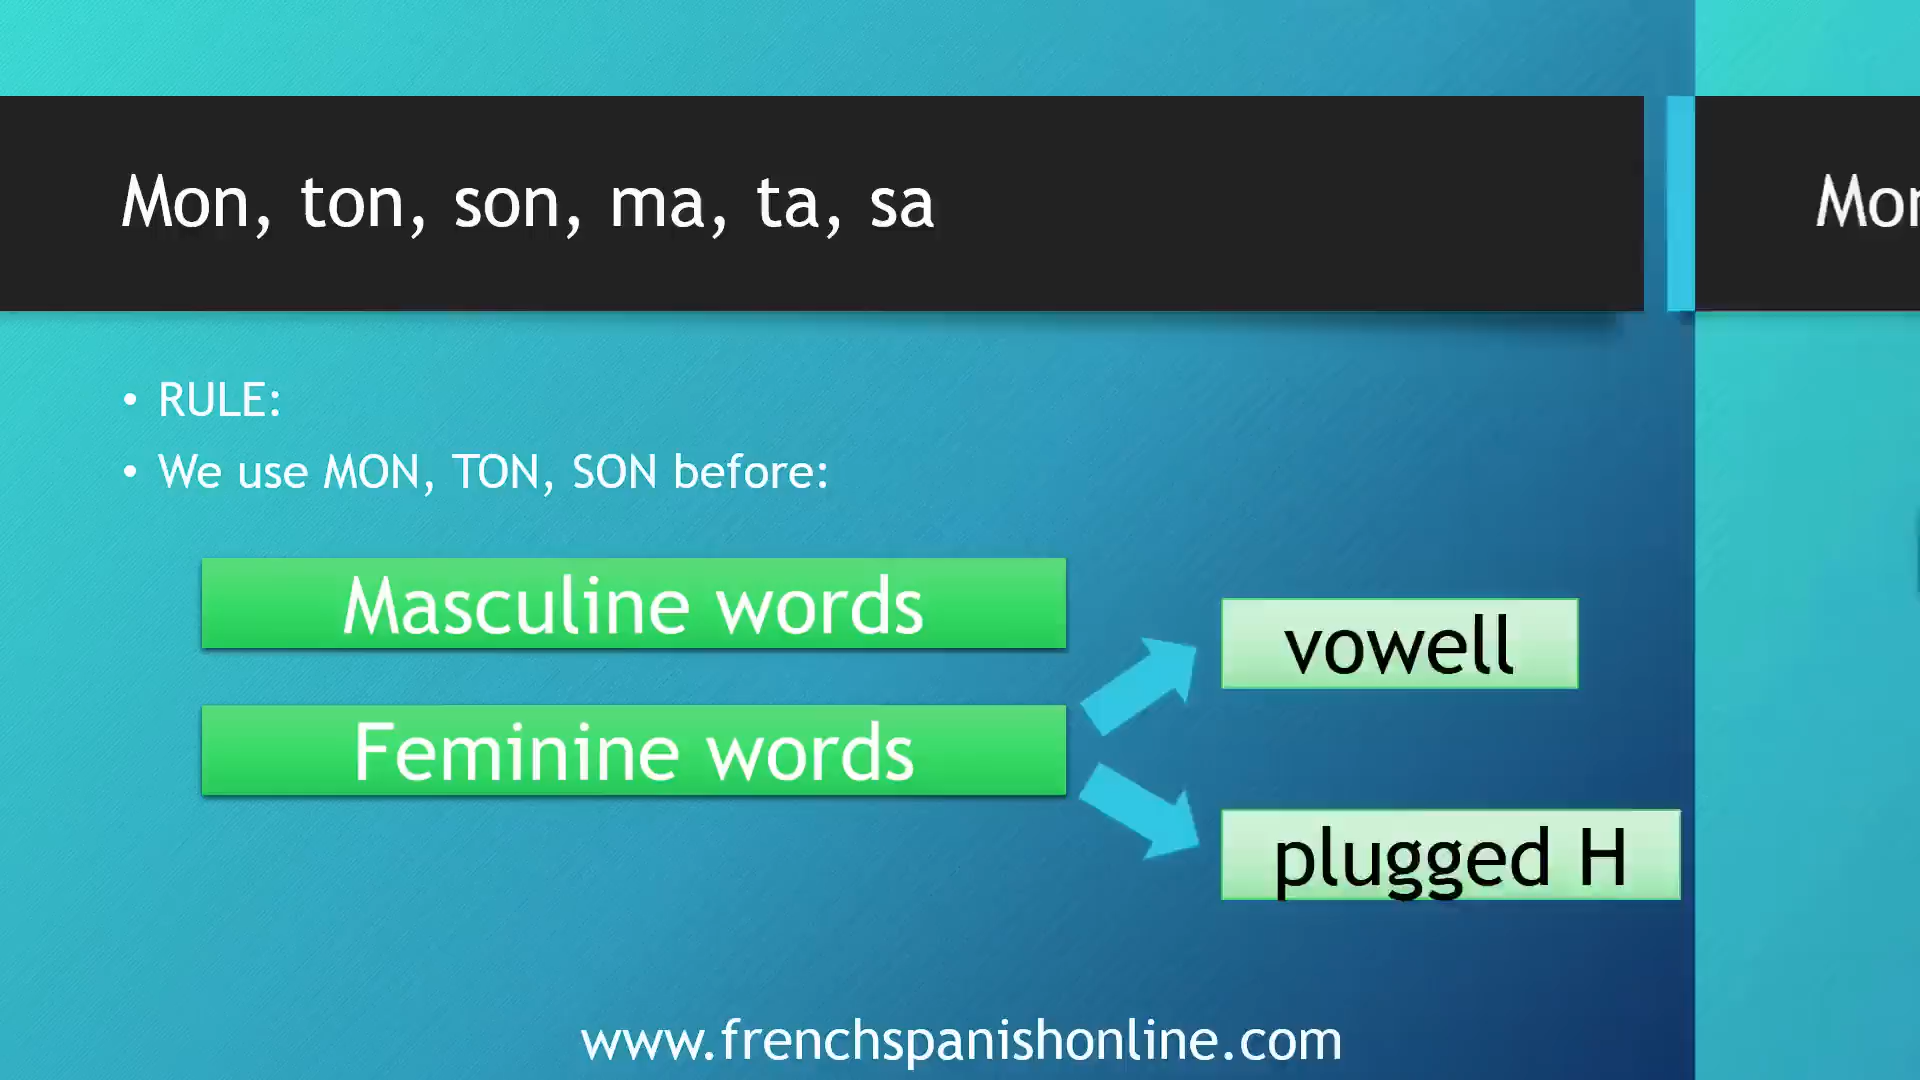 Mon, ton, son, ma, ta, sa
Mon
• RULE:
• We use MON, TON, SON before:
Masculine words
vowell
Feminine words
plugged H
www.frenchspanishonline.com